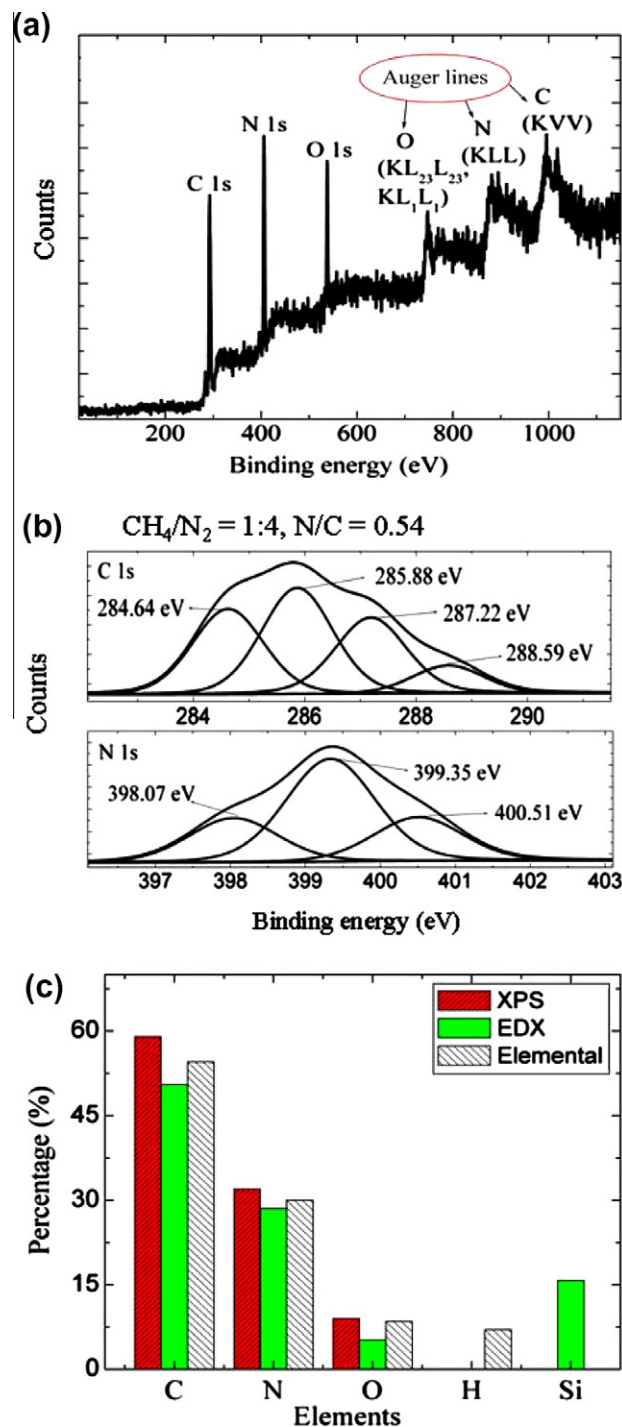 (a)
Auger lines
C
(KVV)
N
(KLL)
O
(KL₂₃L₂₃,
KL₁L₁)
N 1s
O 1s
C 1s
Counts
200 400 600 800 1000
Binding energy (eV)
(b)
CH₄/N₂ = 1:4, N/C = 0.54
C 1s
285.88 eV
284.64 eV
287.22 eV
288.59 eV
284 286 288 290
Counts
N 1s
399.35 eV
398.07 eV
400.51 eV
397 398 399 400 401 402 403
Binding energy (eV)
(c)
XPS
EDX
Elemental
60
45
30
15
0
Percentage (%)
C N O H Si
Elements